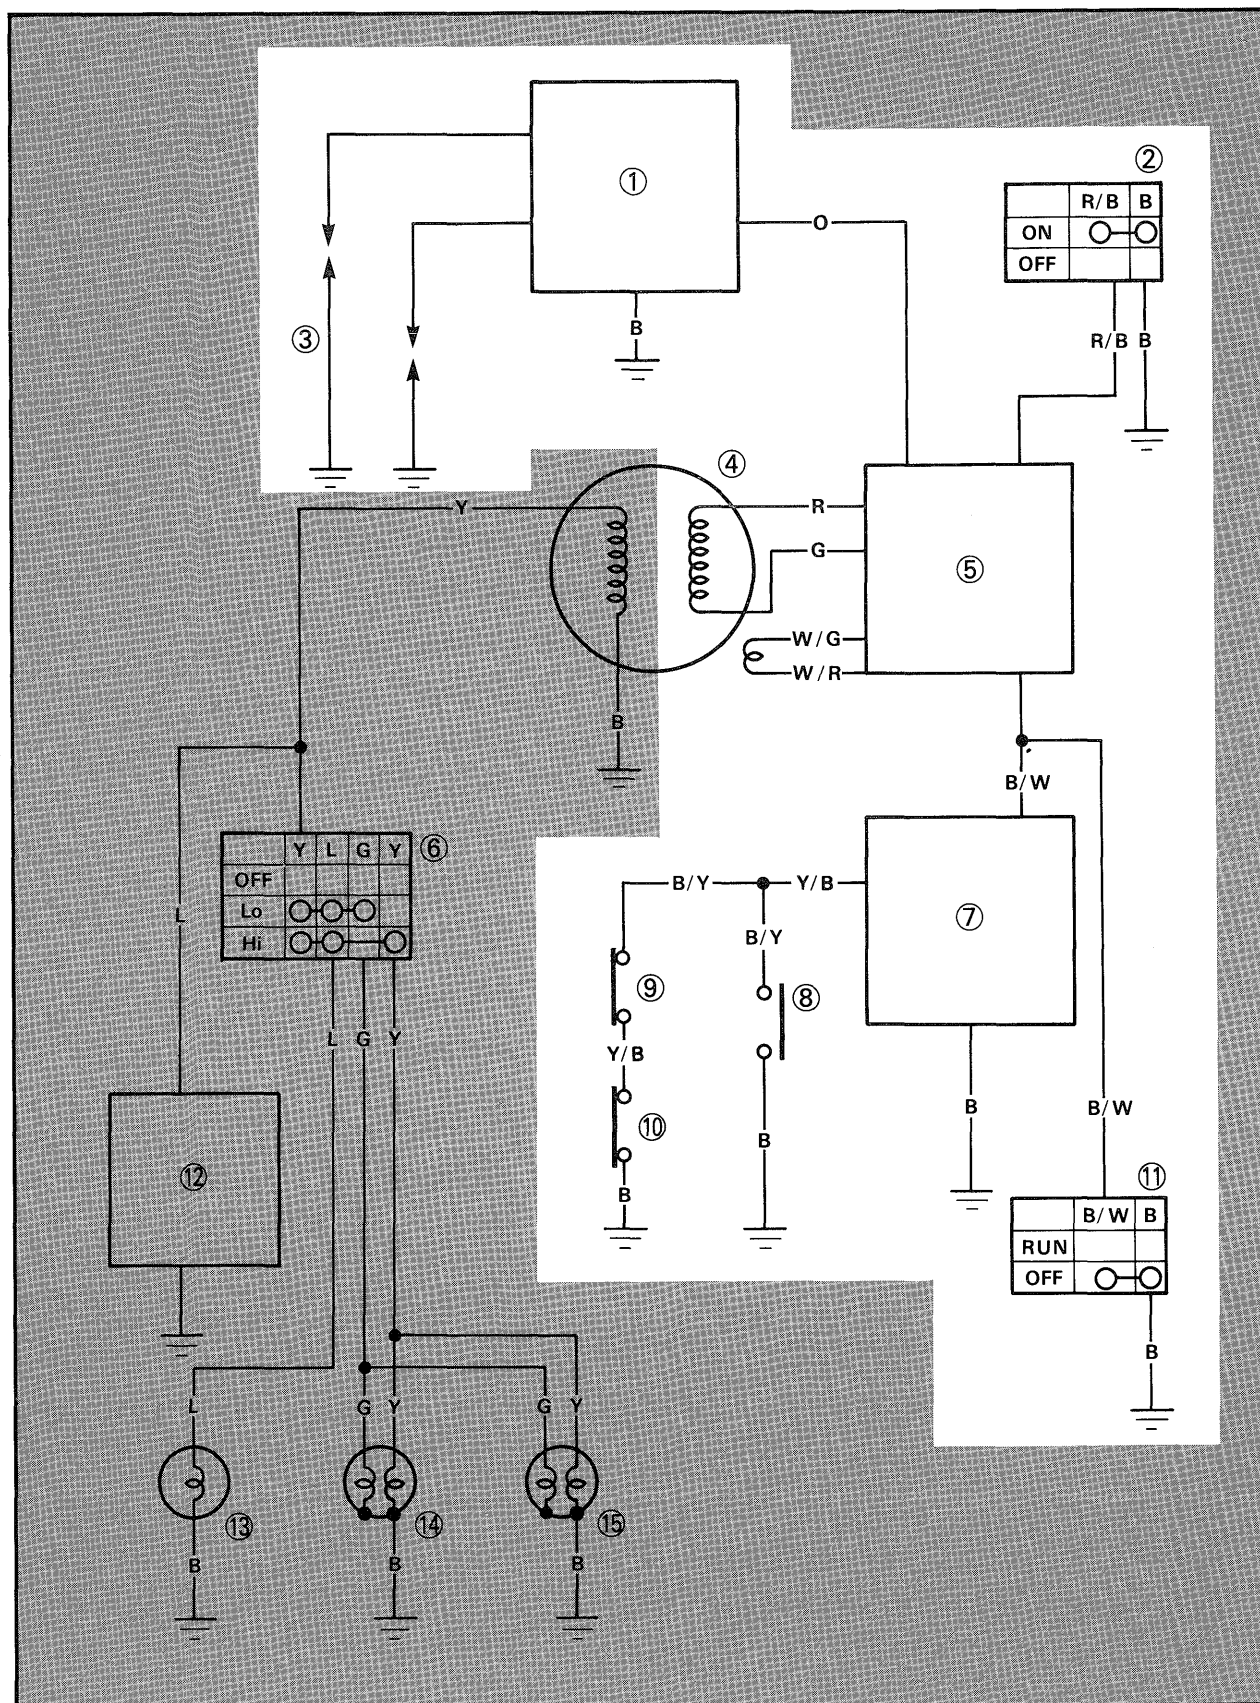 ①
②
R/B B
ON
OFF
O
B
③
R/B B
④
Y
R
G
⑤
W/G
W/R
B
B/W
Y L G Y ⑥
OFF
Lo
Hi
B/Y Y/B
L
⑦
B/Y
⑨
⑧
L G Y
Y/B
B
B/W
⑩
B
⑫
⑪
B
B/W B
RUN
OFF
B
L
G Y
G Y
⑬
⑭
⑮
B
B
B